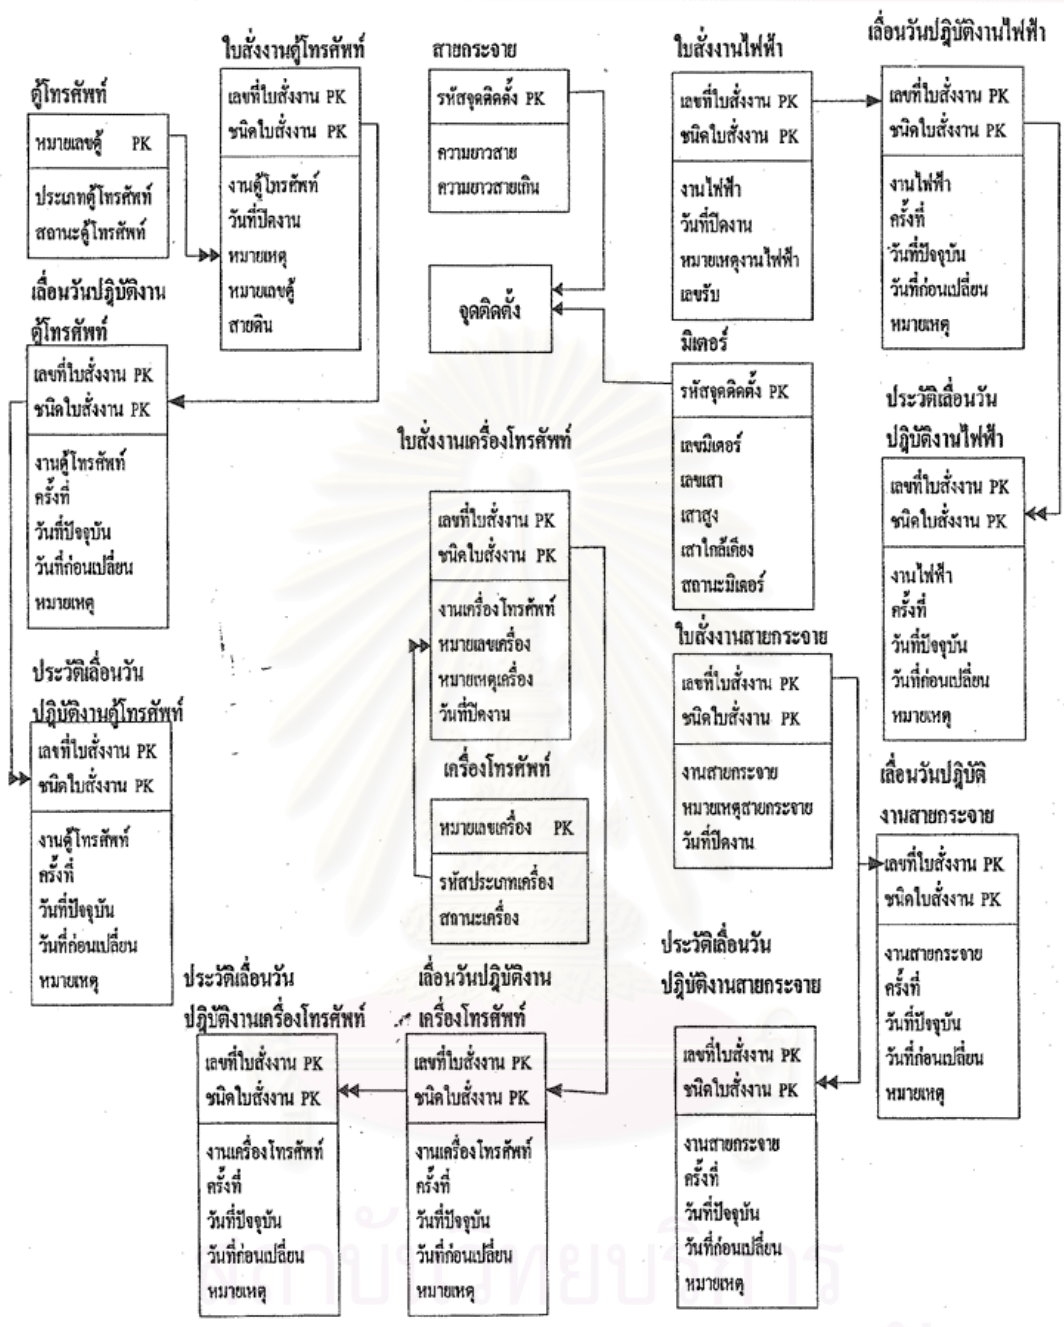 ตู้โทรศัพท์
หมายเลขตู้ PK
ประเภทตู้โทรศัพท์
สถานะตู้โทรศัพท์
ใบสั่งงานตู้โทรศัพท์
เลขที่ใบสั่งงาน PK
ชนิดใบสั่งงาน PK
งานตู้โทรศัพท์
วันที่ปิดงาน
หมายเหตุ
หมายเลขตู้
สายดิน
สายกระจาย
รหัสจุดติดตั้ง PK
ความยาวสาย
ความยาวสายเกิน
จุดติดตั้ง
ใบสั่งงานไฟฟ้า
เลขที่ใบสั่งงาน PK
ชนิดใบสั่งงาน PK
งานไฟฟ้า
วันที่ปิดงาน
หมายเหตุงานไฟฟ้า
เลขรับ
เลื่อนวันปฏิบัติงานไฟฟ้า
เลขที่ใบสั่งงาน PK
ชนิดใบสั่งงาน PK
งานไฟฟ้า
ครั้งที่
วันที่ปัจจุบัน
วันที่ก่อนเปลี่ยน
หมายเหตุ
เลื่อนวันปฏิบัติงาน
ตู้โทรศัพท์
เลขที่ใบสั่งงาน PK
ชนิดใบสั่งงาน PK
งานตู้โทรศัพท์
ครั้งที่
วันที่ปัจจุบัน
วันที่ก่อนเปลี่ยน
หมายเหตุ
มิเตอร์
รหัสจุดติดตั้ง PK
เลขมิเตอร์
เลขเสา
เสาสูง
เสาใกล้เคียง
สถานะมิเตอร์
ประวัติเลื่อนวัน
ปฏิบัติงานไฟฟ้า
เลขที่ใบสั่งงาน PK
ชนิดใบสั่งงาน PK
งานไฟฟ้า
ครั้งที่
วันที่ปัจจุบัน
วันที่ก่อนเปลี่ยน
หมายเหตุ
ใบสั่งงานเครื่องโทรศัพท์
เลขที่ใบสั่งงาน PK
ชนิดใบสั่งงาน PK
งานเครื่องโทรศัพท์
หมายเลขเครื่อง
หมายเหตุเครื่อง
วันที่ปิดงาน
ประวัติเลื่อนวัน
ปฏิบัติงานตู้โทรศัพท์
เลขที่ใบสั่งงาน PK
ชนิดใบสั่งงาน PK
งานตู้โทรศัพท์
ครั้งที่
วันที่ปัจจุบัน
วันที่ก่อนเปลี่ยน
หมายเหตุ
ใบสั่งงานสายกระจาย
เลขที่ใบสั่งงาน PK
ชนิดใบสั่งงาน PK
งานสายกระจาย
หมายเหตุสายกระจาย
วันที่ปิดงาน
เครื่องโทรศัพท์
หมายเลขเครื่อง PK
รหัสประเภทเครื่อง
สถานะเครื่อง
เลื่อนวันปฏิบัติ
งานสายกระจาย
เลขที่ใบสั่งงาน PK
ชนิดใบสั่งงาน PK
งานสายกระจาย
ครั้งที่
วันที่ปัจจุบัน
วันที่ก่อนเปลี่ยน
หมายเหตุ
ประวัติเลื่อนวัน
ปฏิบัติงานเครื่องโทรศัพท์
เลขที่ใบสั่งงาน PK
ชนิดใบสั่งงาน PK
งานเครื่องโทรศัพท์
ครั้งที่
วันที่ปัจจุบัน
วันที่ก่อนเปลี่ยน
หมายเหตุ
เลื่อนวันปฏิบัติงาน
เครื่องโทรศัพท์
เลขที่ใบสั่งงาน PK
ชนิดใบสั่งงาน PK
งานเครื่องโทรศัพท์
ครั้งที่
วันที่ปัจจุบัน
วันที่ก่อนเปลี่ยน
หมายเหตุ
ประวัติเลื่อนวัน
ปฏิบัติงานสายกระจาย
เลขที่ใบสั่งงาน PK
ชนิดใบสั่งงาน PK
งานสายกระจาย
ครั้งที่
วันที่ปัจจุบัน
วันที่ก่อนเปลี่ยน
หมายเหตุ
สถาบันวิทยบริการ